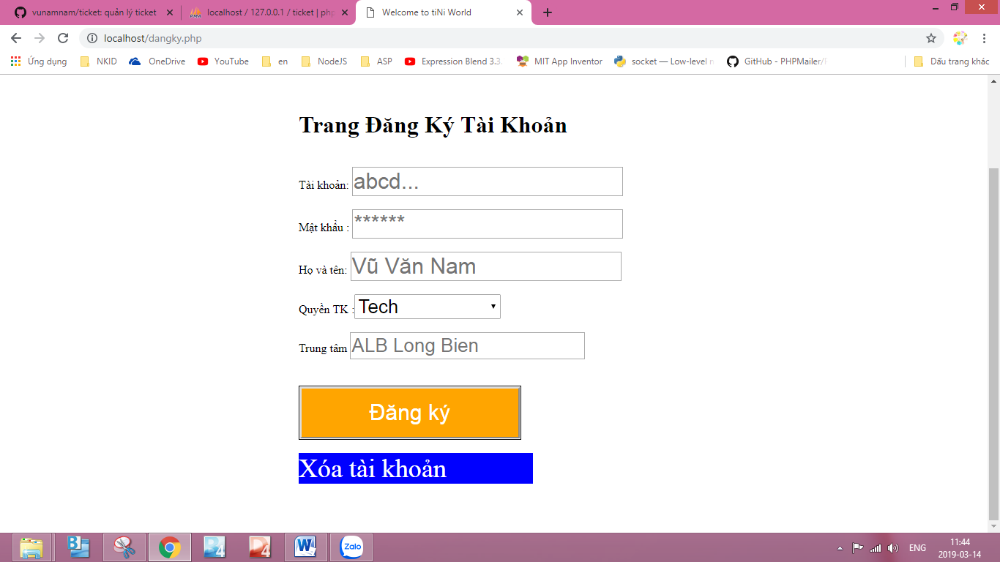 vunamnam/ticket: quản lý ticket
localhost / 127.0.0.1 / ticket | php
Welcome to tiNi World
localhost/dangky.php
Ứng dụng
NKID
OneDrive
YouTube
en
NodeJS
ASP
Expression Blend 3.3.
MIT App Inventor
socket — Low-level n
GitHub - PHPMailer/P
Dấu trang khác
Trang Đăng Ký Tài Khoản
Tài khoản: abcd...
Mật khẩu : ******
Họ và tên: Vũ Văn Nam
Quyền TK : Tech
Trung tâm ALB Long Bien
Đăng ký
Xóa tài khoản
Zalo
ENG
11:44
2019-03-14